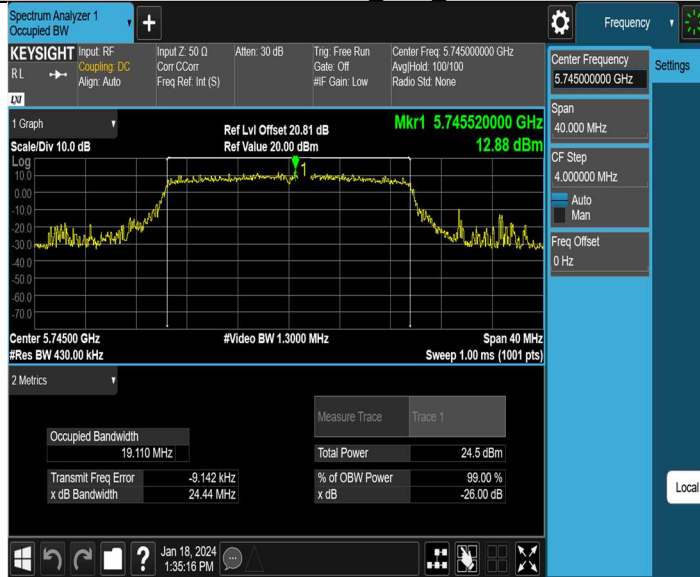 Spectrum Analyzer 1
Occupied BW
Frequency
KEYSIGHT
Input: RF
Coupling: DC
Align: Auto
Input Z: 50 Ω
Corr CCorr
Freq Ref: Int (S)
Atten: 30 dB
Trig: Free Run
Gate: Off
#IF Gain: Low
Center Freq: 5.745000000 GHz
Avg|Hold: 100/100
Radio Std: None
RL
LXI
Center Frequency
5.745000000 GHz
Settings
Span
40.000 MHz
CF Step
4.000000 MHz
Auto
Man
Freq Offset
0 Hz
Local
1 Graph
Scale/Div 10.0 dB
Ref Lvl Offset 20.81 dB
Ref Value 20.00 dBm
Mkr1 5.745520000 GHz
12.88 dBm
Log
10.0
0.00
-10.0
-20.0
-30.0
-40.0
-50.0
-60.0
-70.0
1
Center 5.74500 GHz
#Video BW 1.3000 MHz
Span 40 MHz
#Res BW 430.00 kHz
Sweep 1.00 ms (1001 pts)
2 Metrics
Measure Trace
Trace 1
Occupied Bandwidth
19.110 MHz
Total Power
24.5 dBm
Transmit Freq Error
-9.142 kHz
% of OBW Power
99.00 %
x dB Bandwidth
24.44 MHz
x dB
-26.00 dB
?
Jan 18, 2024
1:35:16 PM